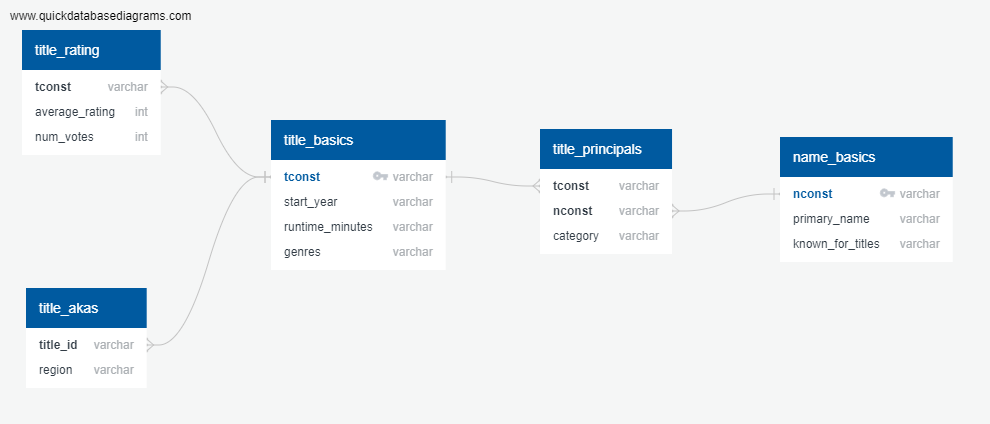 www.quickdatabasediagrams.com
title_rating
tconst varchar
average_rating int
num_votes int
title_basics
tconst varchar
start_year varchar
runtime_minutes varchar
genres varchar
title_principals
tconst varchar
nconst varchar
category varchar
name_basics
nconst varchar
primary_name varchar
known_for_titles varchar
title_akas
title_id varchar
region varchar